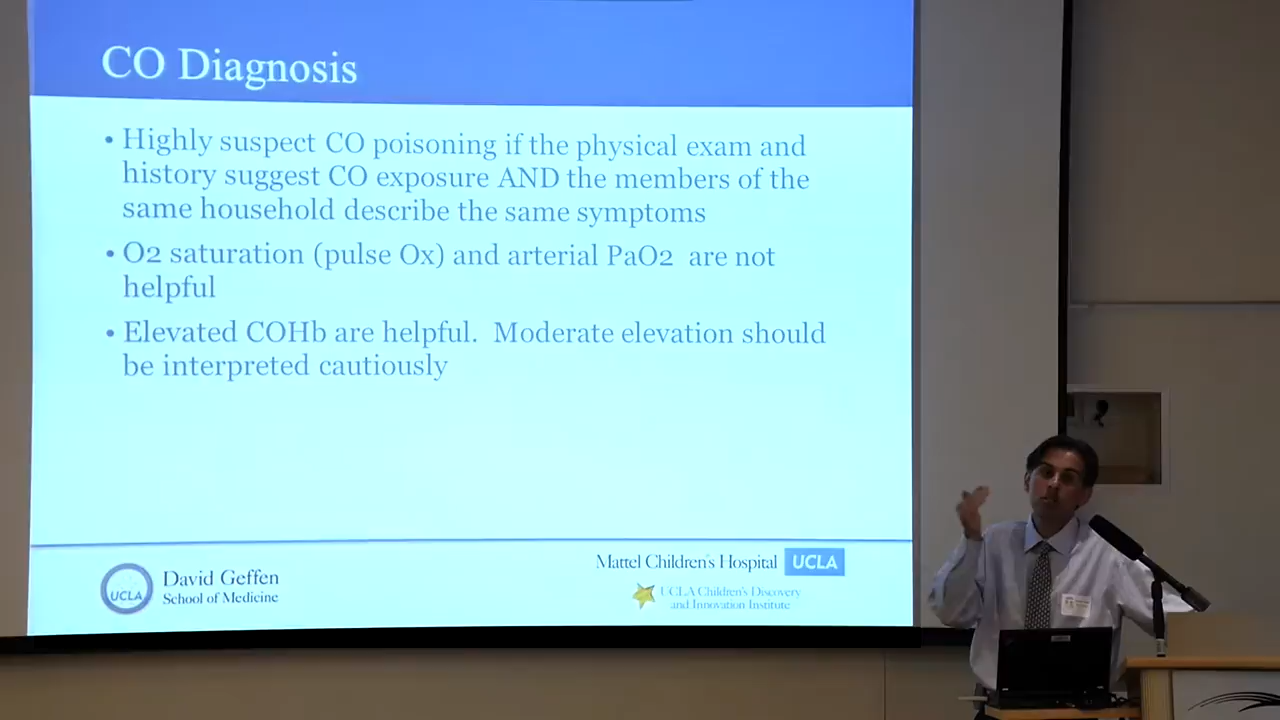 CO Diagnosis
• Highly suspect CO poisoning if the physical exam and
history suggest CO exposure AND the members of the
same household describe the same symptoms
• O2 saturation (pulse Ox) and arterial PaO2 are not
helpful
• Elevated COHb are helpful. Moderate elevation should
be interpreted cautiously
UCLA
David Geffen
School of Medicine
Mattel Children's Hospital UCLA
UCLA Children's Discovery
and Innovation Institute